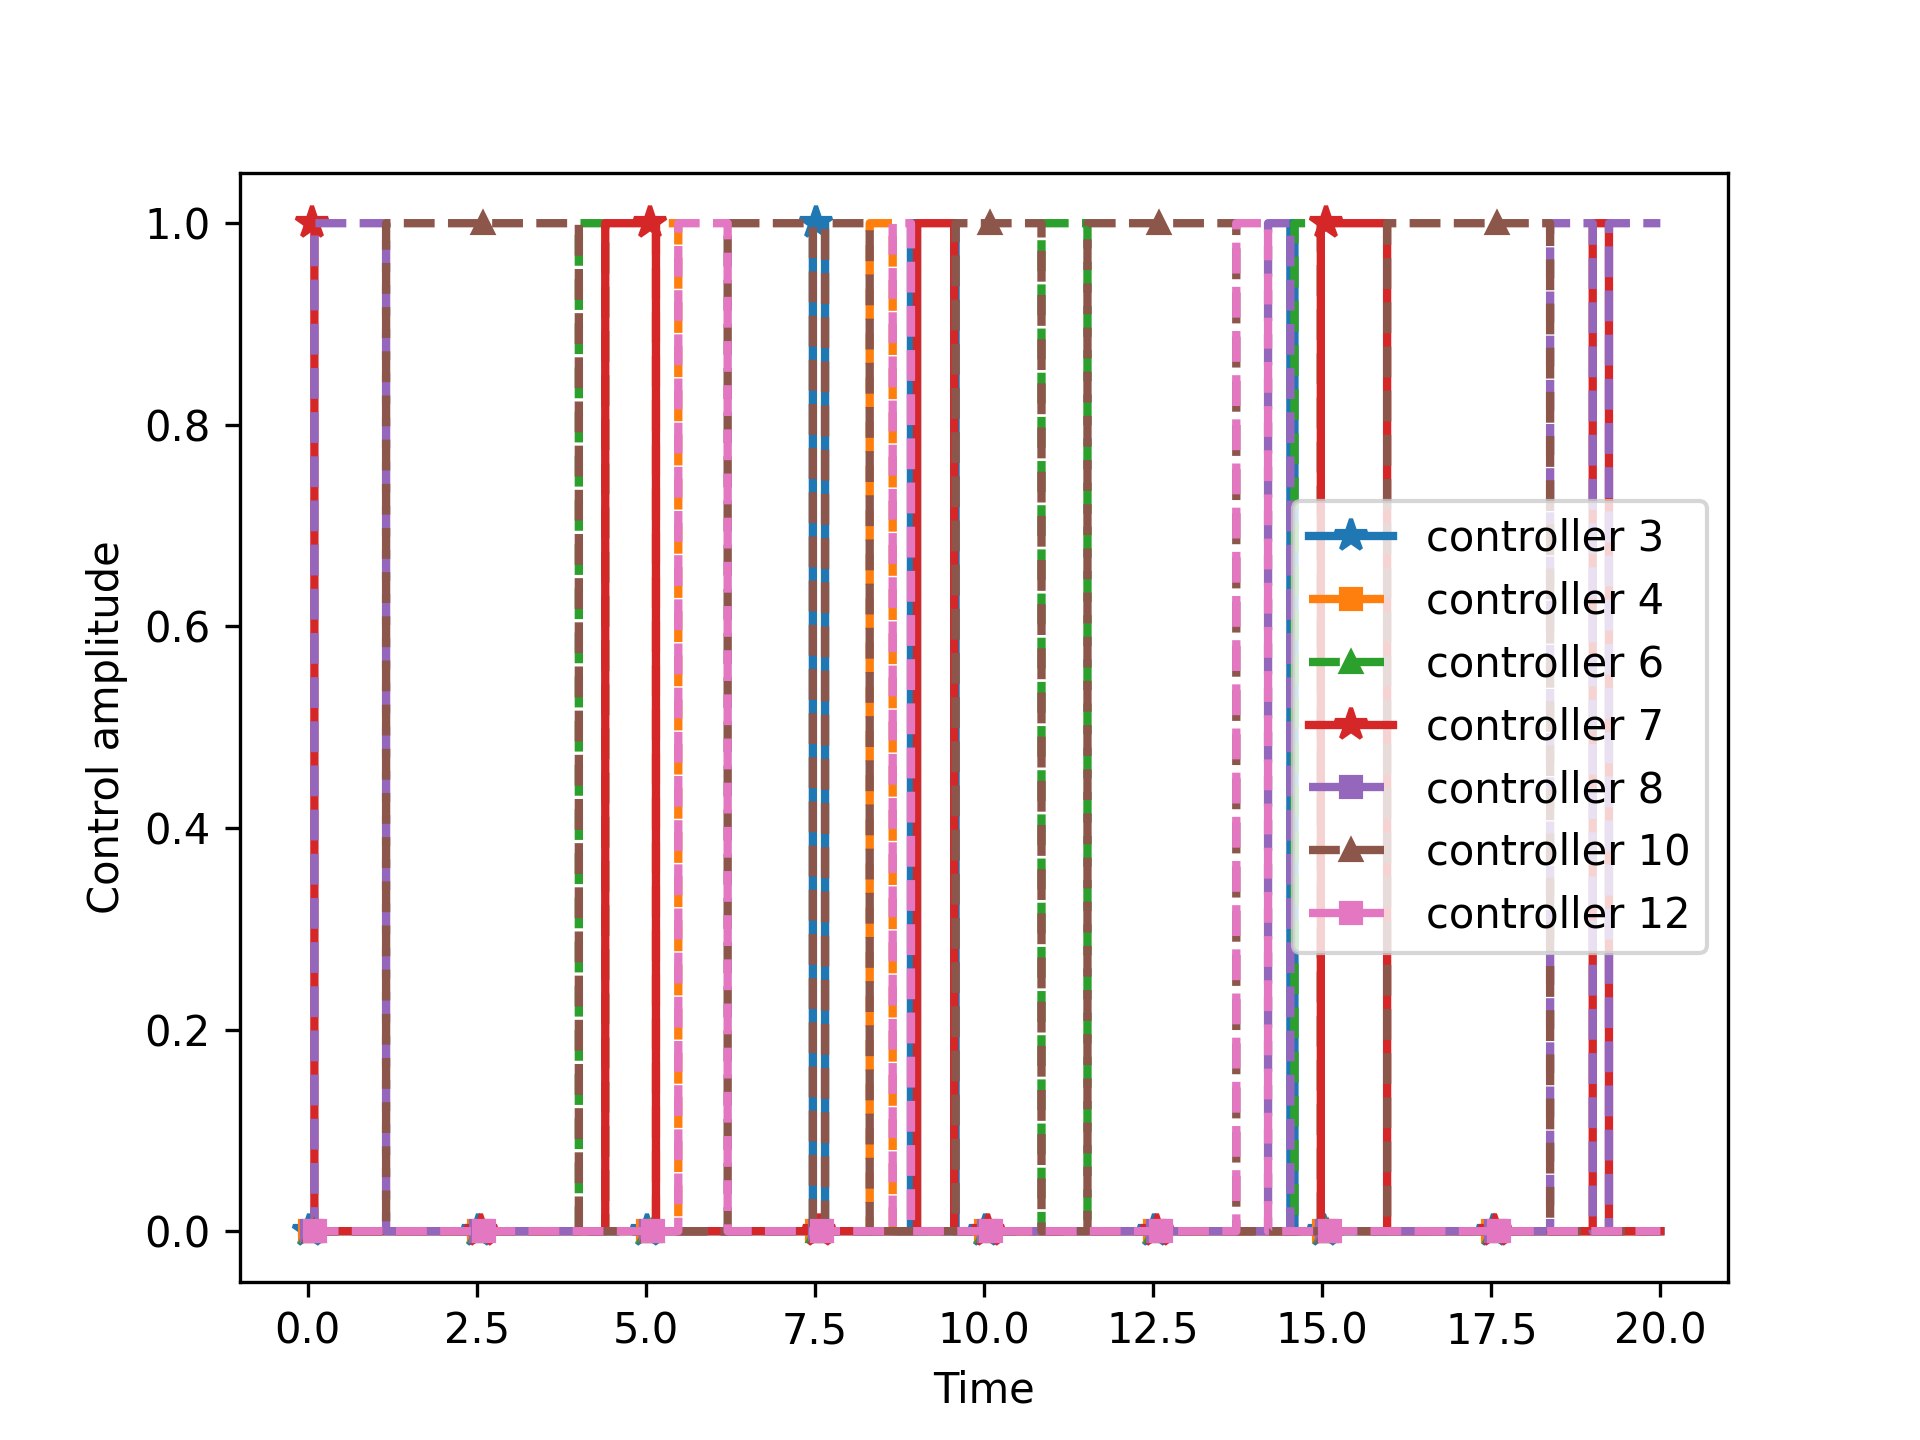 1.0
0.8
0.6
0.4
0.2
0.0
Control amplitude
controller 3
controller 4
controller 6
controller 7
controller 8
controller 10
controller 12
0.0 2.5 5.0 7.5 10.0 12.5 15.0 17.5 20.0
Time